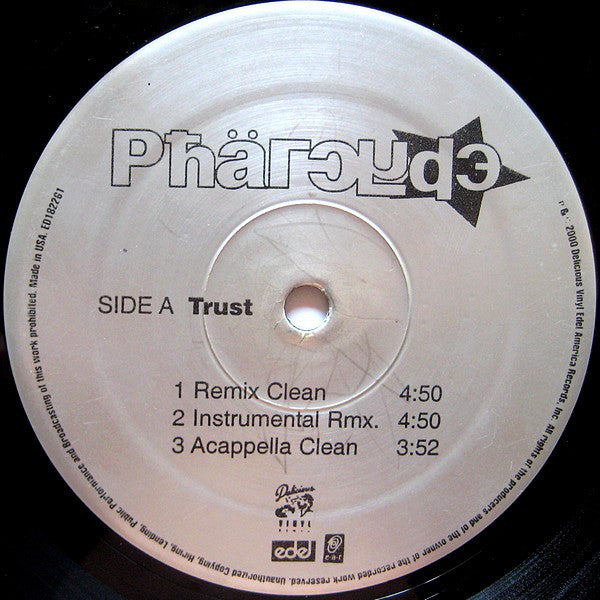 Phärcyde
SIDE A Trust
1 Remix Clean 4:50
2 Instrumental Rmx. 4:50
3 Acappella Clean 3:52
Delicious
VINYL
edel
℗ & © 2000 Delicious Vinyl Edel America Records, Inc. All rights of the producers and of the owner of the recorded work reserved. Unauthorized Copying, Hiring, Lending, Public Performance and Broadcasting of this work prohibited. Made in USA. ED182261